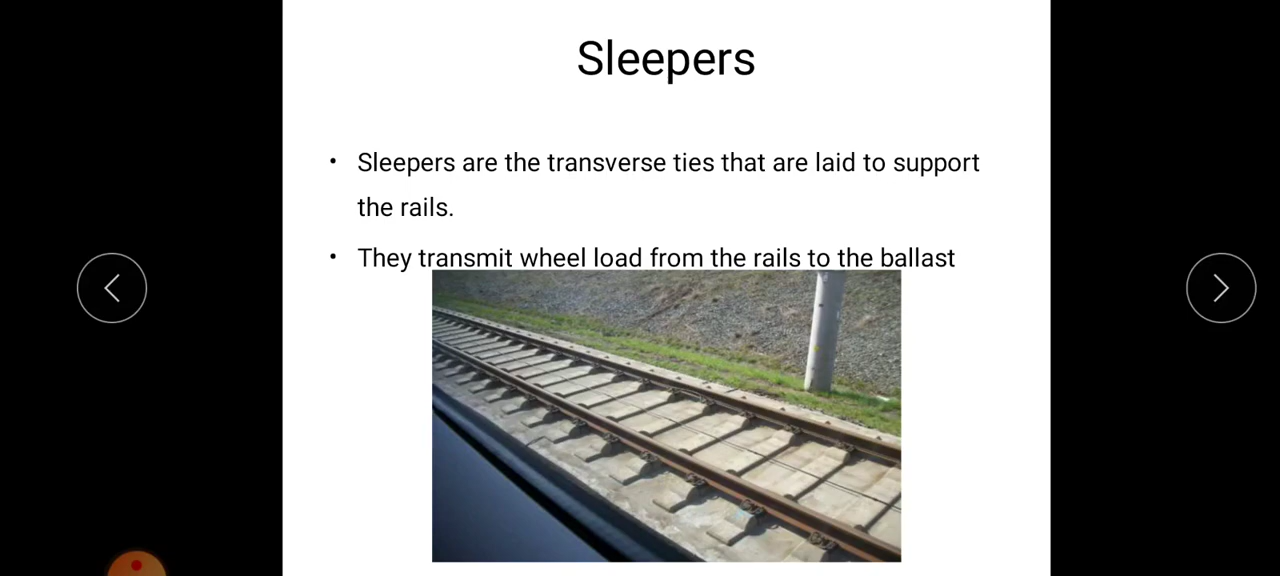 Sleepers
• Sleepers are the transverse ties that are laid to support
the rails.
• They transmit wheel load from the rails to the ballast